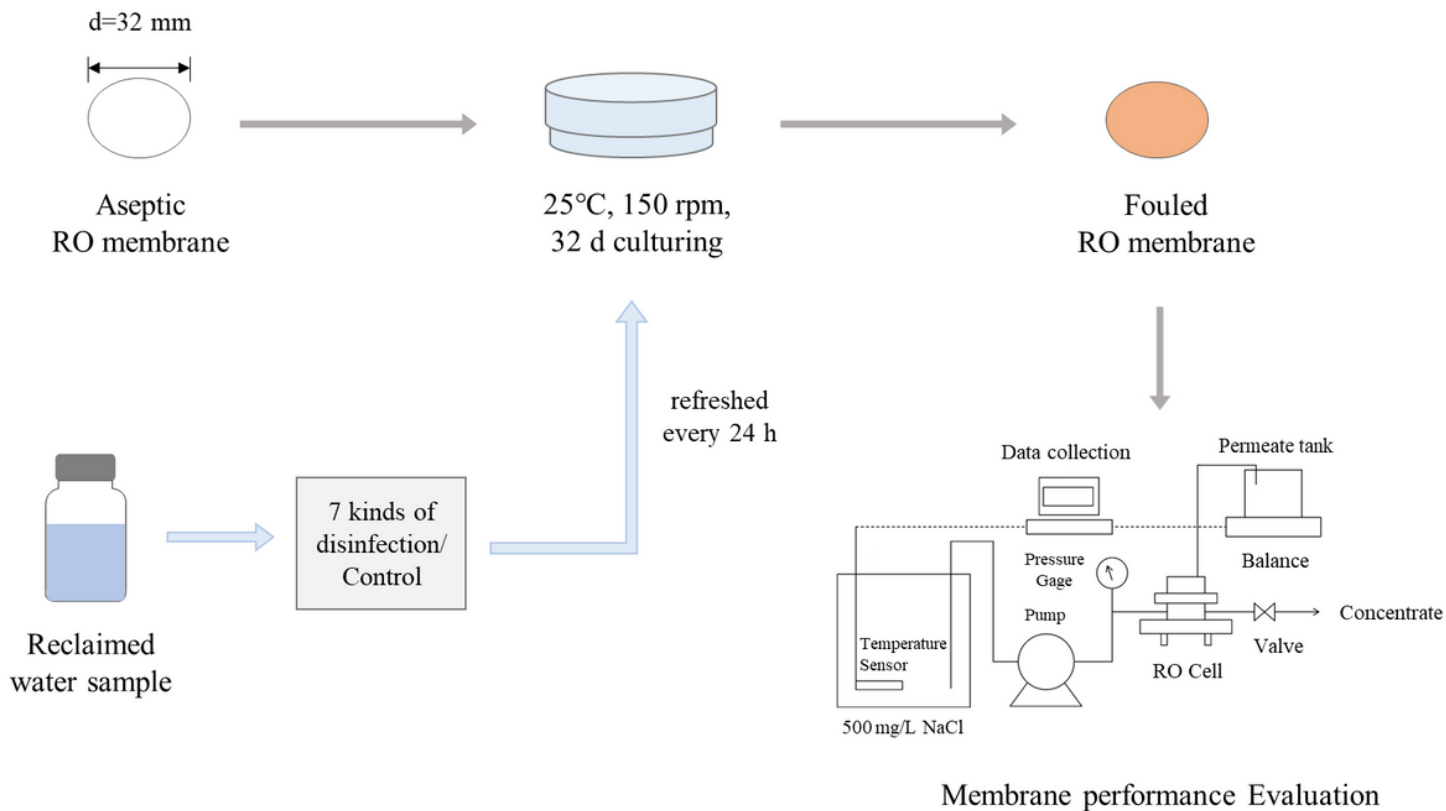 d=32 mm
Aseptic
RO membrane
25℃, 150 rpm,
32 d culturing
Fouled
RO membrane
refreshed
every 24 h
7 kinds of
disinfection/
Control
Reclaimed
water sample
Data collection
Permeate tank
Balance
Pressure
Gage
Pump
Temperature
Sensor
RO Cell
Valve
Concentrate
500 mg/L NaCl
Membrane performance Evaluation